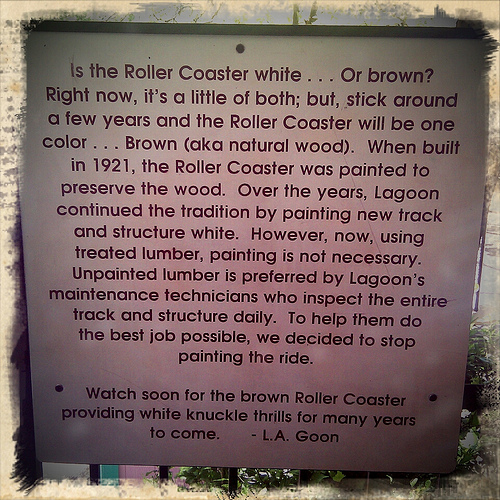 Is the Roller Coaster white . . . Or brown?
Right now, it's a little of both; but, stick around
a few years and the Roller Coaster will be one
color . . . Brown (aka natural wood). When built
in 1921, the Roller Coaster was painted to
preserve the wood. Over the years, Lagoon
continued the tradition by painting new track
and structure white. However, now, using
treated lumber, painting is not necessary.
Unpainted lumber is preferred by Lagoon's
maintenance technicians who inspect the entire
track and structure daily. To help them do
the best job possible, we decided to stop
painting the ride.
Watch soon for the brown Roller Coaster
providing white knuckle thrills for many years
to come. - L.A. Goon